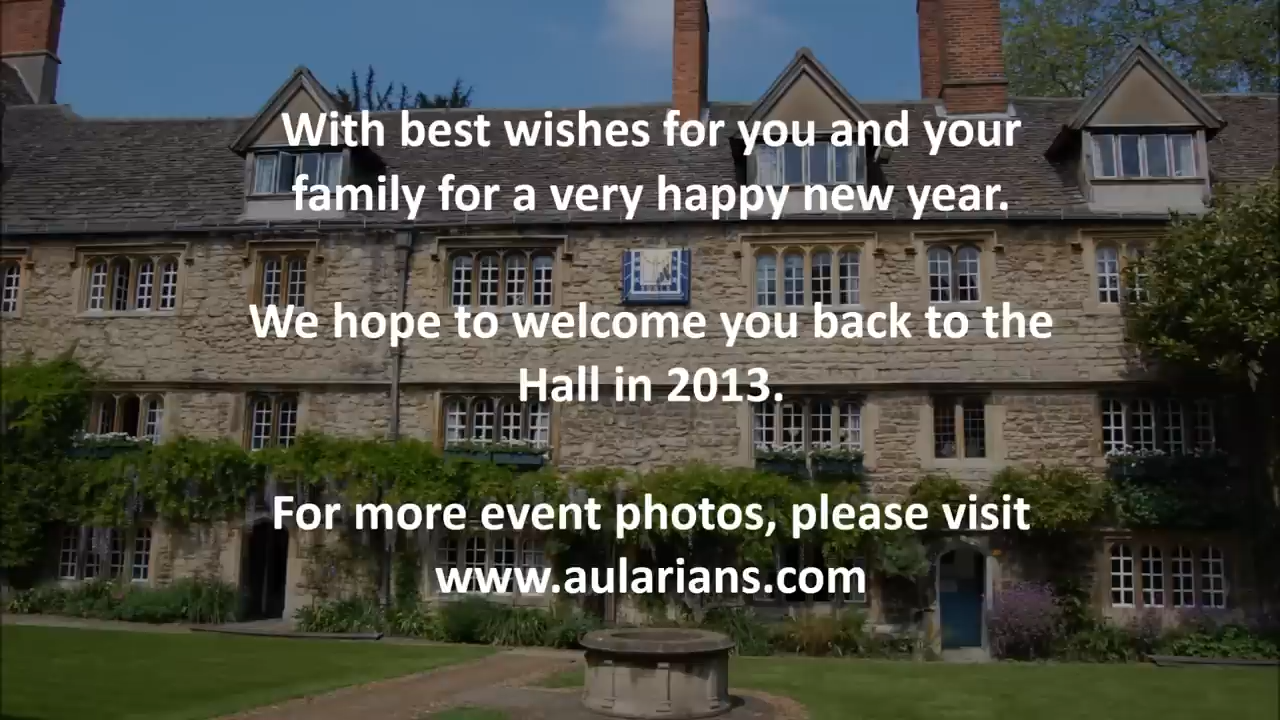 With best wishes for you and your
family for a very happy new year.
We hope to welcome you back to the
Hall in 2013.
For more event photos, please visit
www.aularians.com